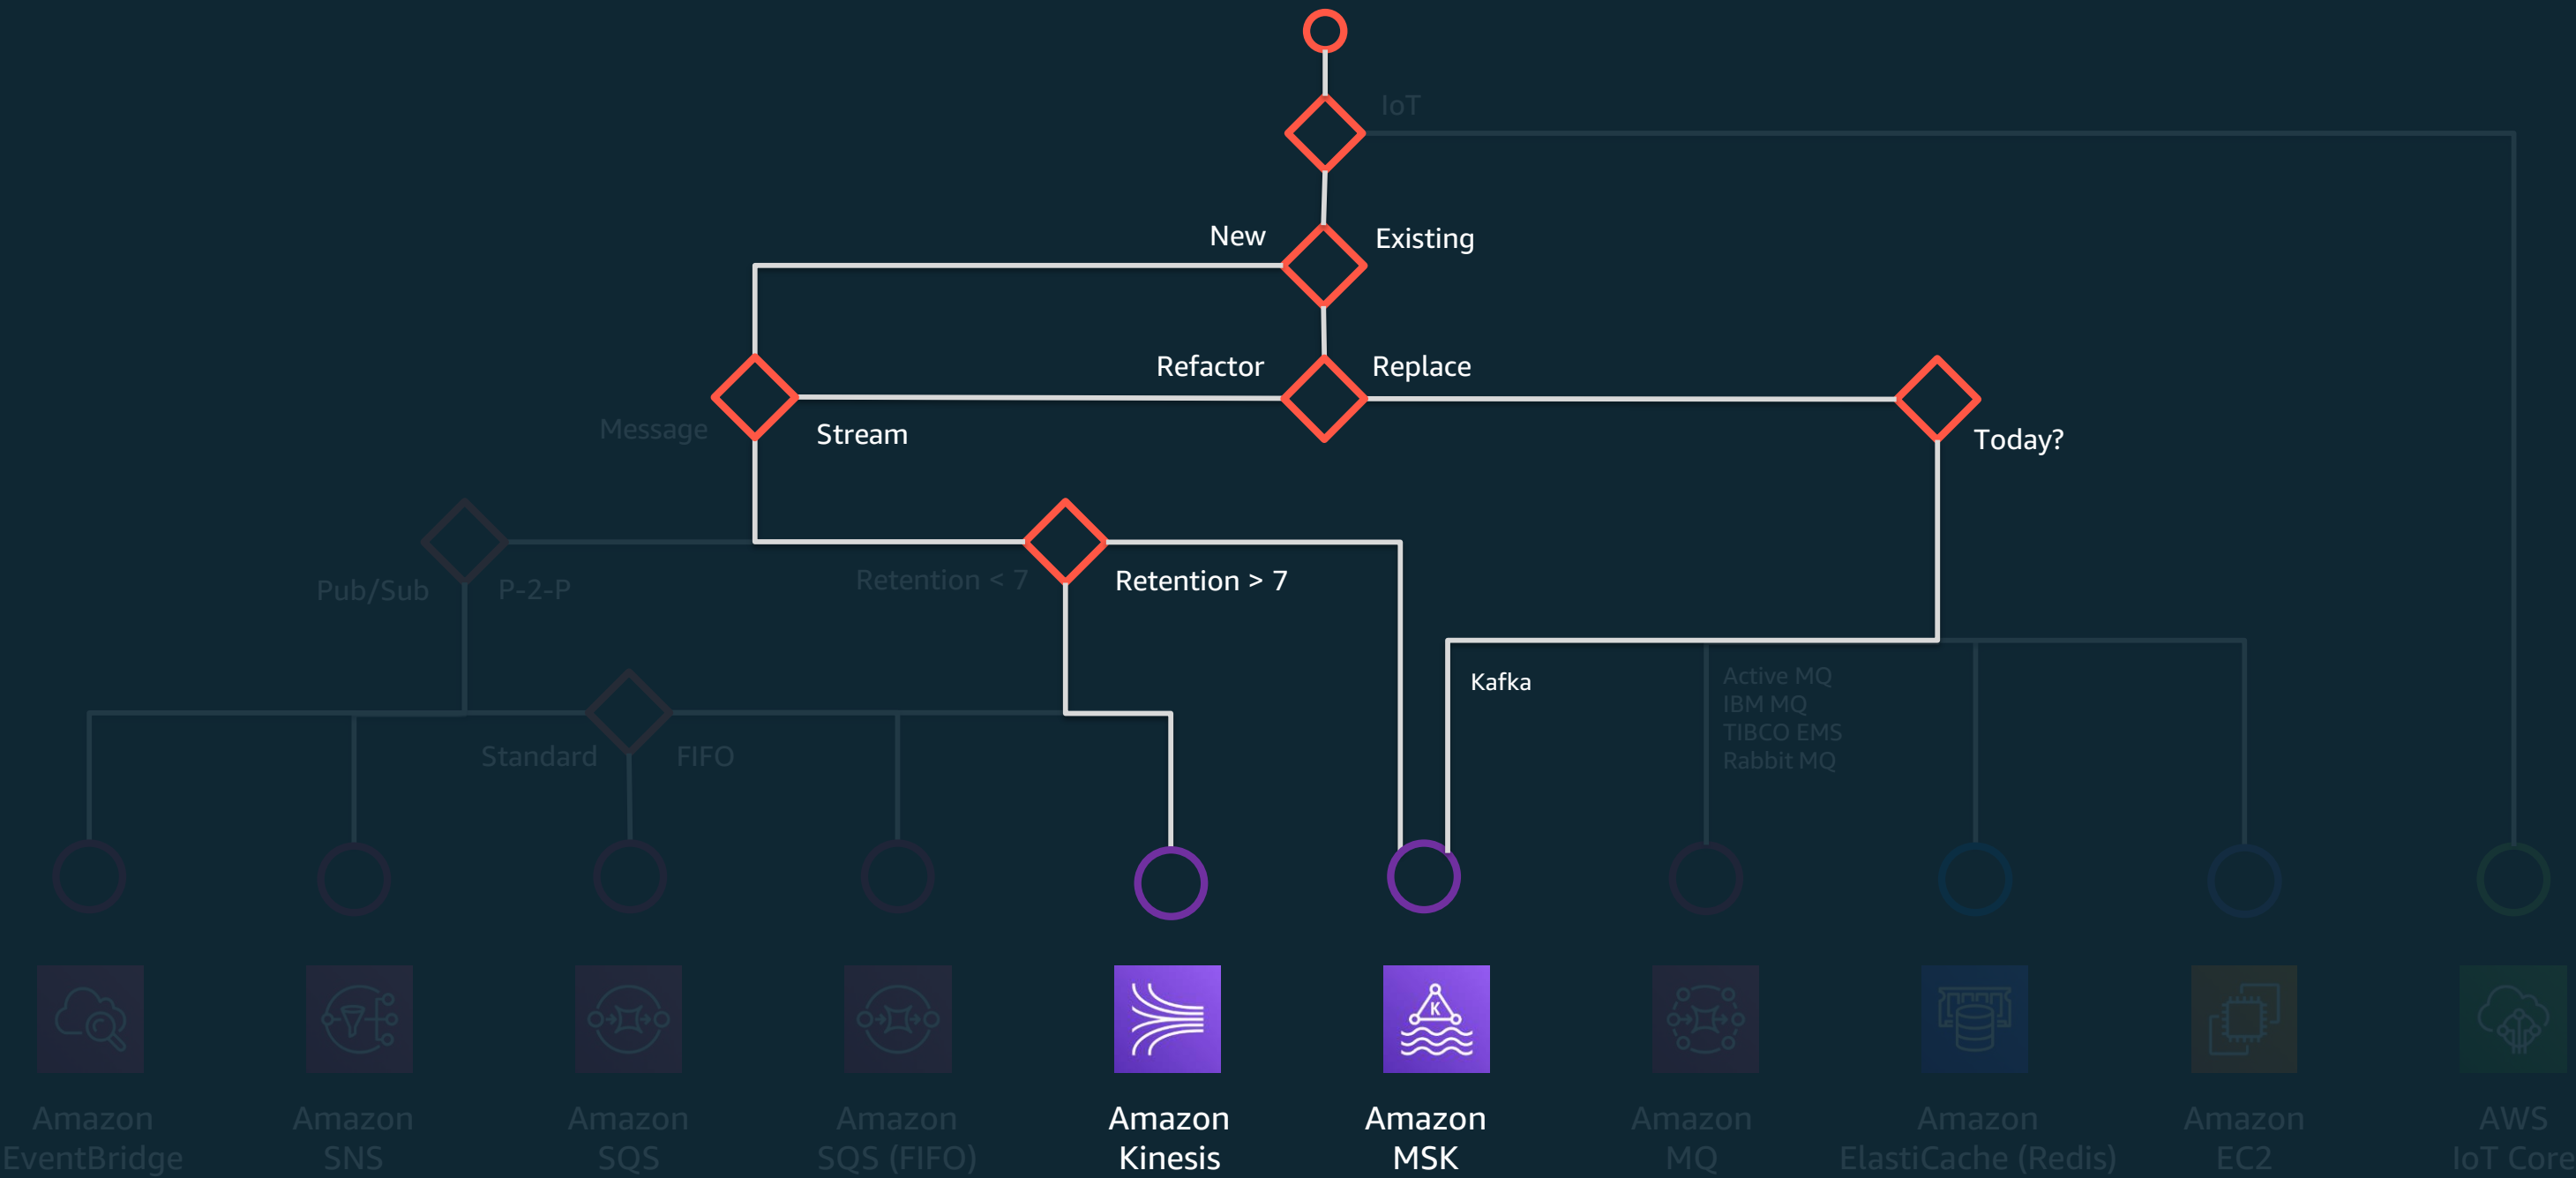 IoT
New
Existing
Refactor
Replace
Message
Stream
Today?
Pub/Sub
P-2-P
Retention < 7
Retention > 7
Kafka
Active MQ
IBM MQ
TIBCO EMS
Rabbit MQ
Standard
FIFO
K
Amazon
EventBridge
Amazon
SNS
Amazon
SQS
Amazon
SQS (FIFO)
Amazon
Kinesis
Amazon
MSK
Amazon
MQ
Amazon
ElastiCache (Redis)
Amazon
EC2
AWS
IoT Core